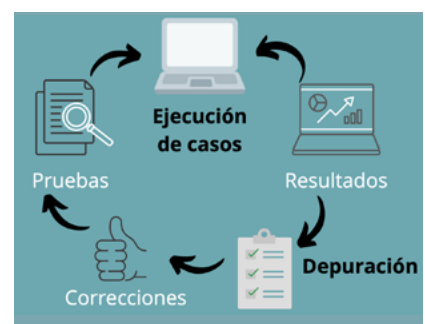 Ejecución
de casos
Pruebas
Resultados
Depuración
Correcciones